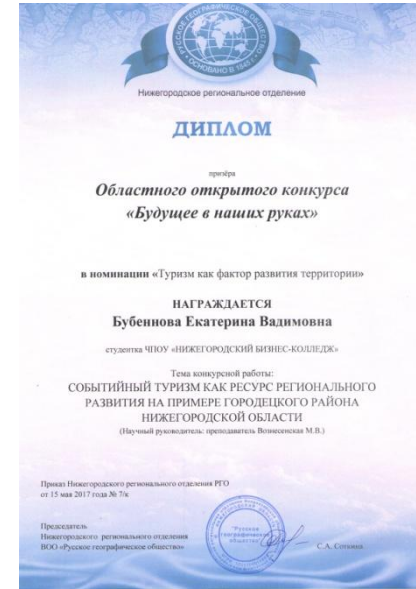 РУССКОЕ ГЕОГРАФИЧЕСКОЕ ОБЩЕСТВО
ОСНОВАНО В 1845 г.
Нижегородское региональное отделение
ДИПЛОМ
призёра
Областного открытого конкурса
«Будущее в наших руках»
в номинации «Туризм как фактор развития территории»
НАГРАЖДАЕТСЯ
Бубеннова Екатерина Вадимовна
студентка ЧПОУ «НИЖЕГОРОДСКИЙ БИЗНЕС-КОЛЛЕДЖ»
Тема конкурсной работы:
СОБЫТИЙНЫЙ ТУРИЗМ КАК РЕСУРС РЕГИОНАЛЬНОГО
РАЗВИТИЯ НА ПРИМЕРЕ ГОРОДЕЦКОГО РАЙОНА
НИЖЕГОРОДСКОЙ ОБЛАСТИ
(Научный руководитель: преподаватель Вознесенская М.В.)
Приказ Нижегородского регионального отделения РГО
от 15 мая 2017 года № 7/к
Председатель
Нижегородского регионального отделения
ВОО «Русское географическое общество»
"Русское
географическое
общество"
С.А.